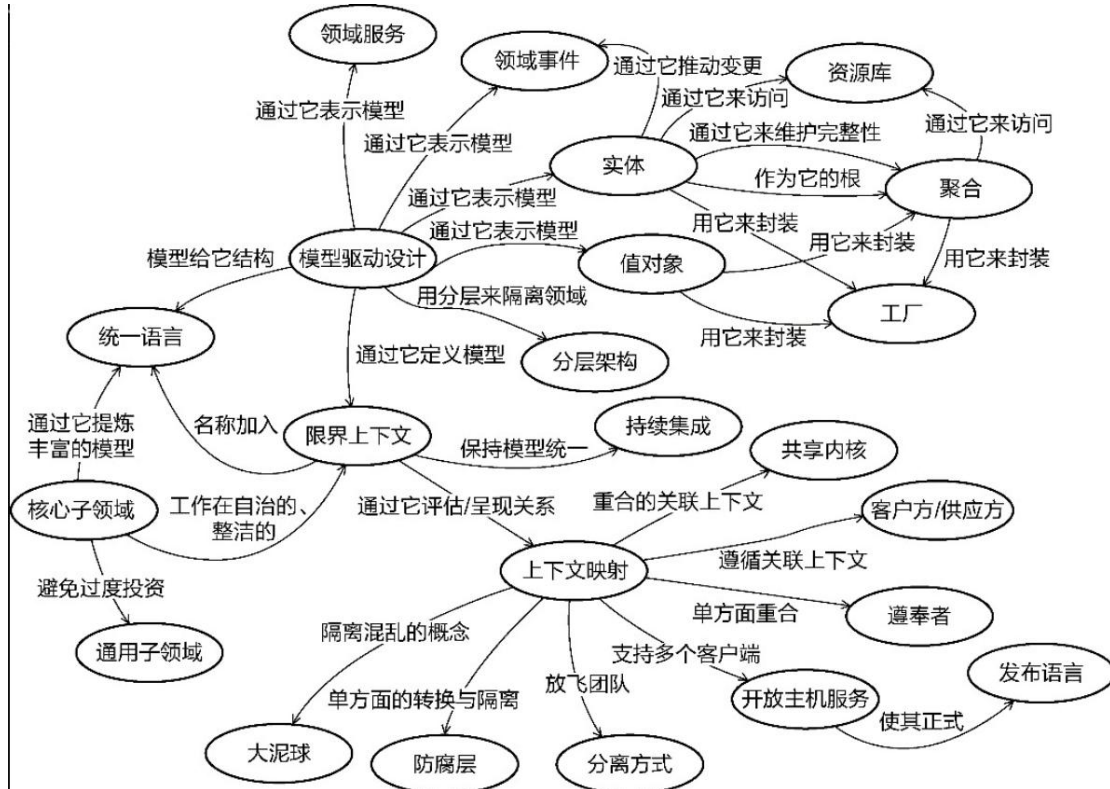 领域服务
领域事件
通过它推动变更
资源库
通过它来访问
通过它表示模型
通过它来维护完整性
通过它来访问
通过它表示模型
实体
作为它的根
聚合
通过它表示模型
用它来封装
通过它表示模型
用它来封装
模型给它结构
模型驱动设计
值对象
用它来封装
用分层来隔离领域
工厂
统一语言
用它来封装
通过它定义模型
分层架构
通过它提炼
丰富的模型
名称加入
限界上下文
持续集成
保持模型统一
共享内核
核心子领域
工作在自治的、
整洁的
通过它评估/呈现关系
重合的关联上下文
客户方/供应方
上下文映射
遵循关联上下文
避免过度投资
单方面重合
遵奉者
隔离混乱的概念
通用子领域
支持多个客户端
发布语言
放飞团队
单方面的转换与隔离
开放主机服务
使其正式
大泥球
防腐层
分离方式